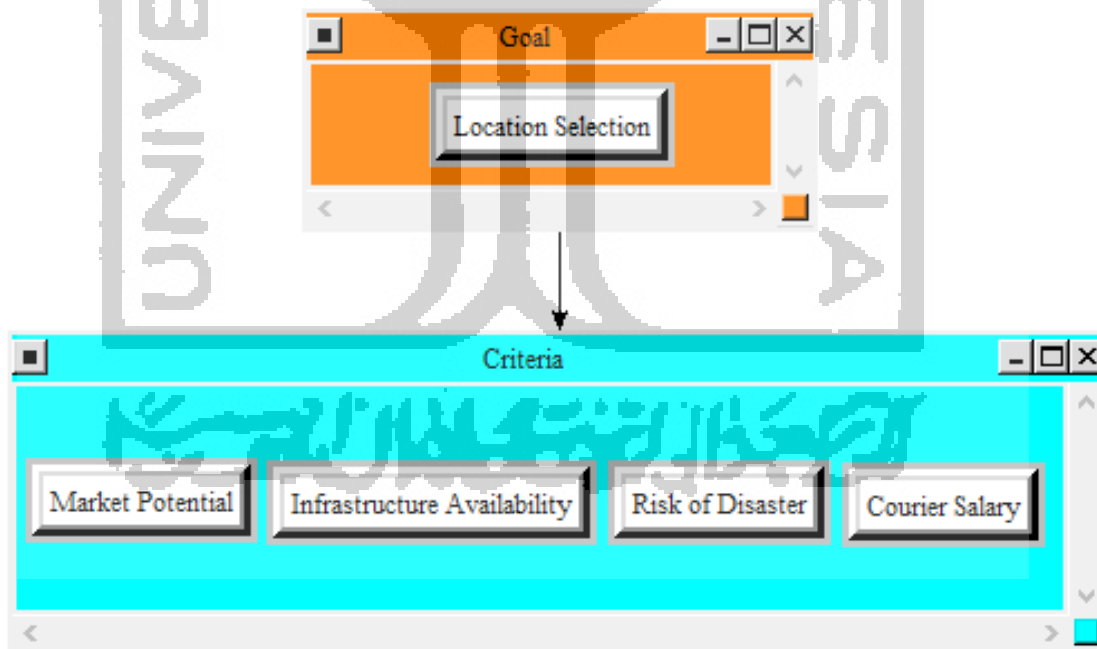 Goal
Location Selection
Criteria
Market Potential
Infrastructure Availability
Risk of Disaster
Courier Salary